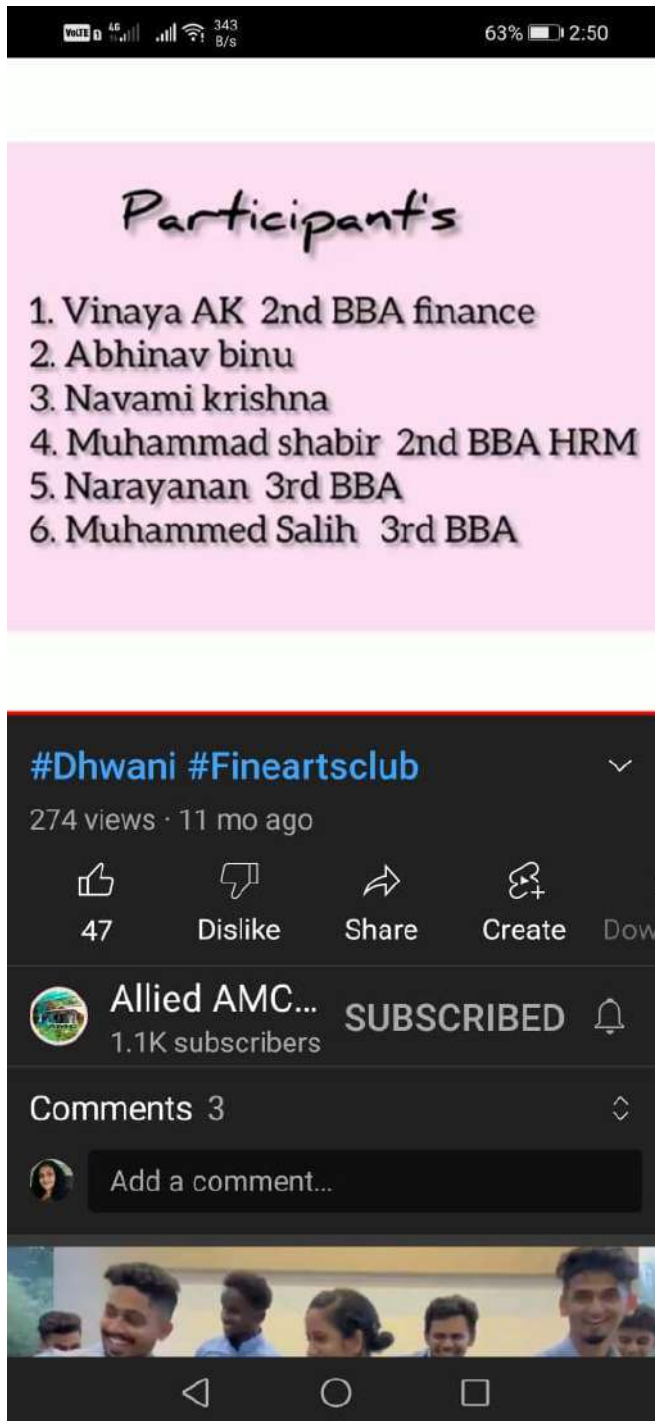 VoLTE 1 4G 343 B/s 63% 2:50
Participant's
1. Vinaya AK 2nd BBA finance
2. Abhinav binu
3. Navami krishna
4. Muhammad shabir 2nd BBA HRM
5. Narayanan 3rd BBA
6. Muhammed Salih 3rd BBA
#Dhwani #Fineartsclub
274 views · 11 mo ago
47 Dislike Share Create Dow
Allied AMC... SUBSCRIBED
1.1K subscribers
Comments 3
Add a comment...